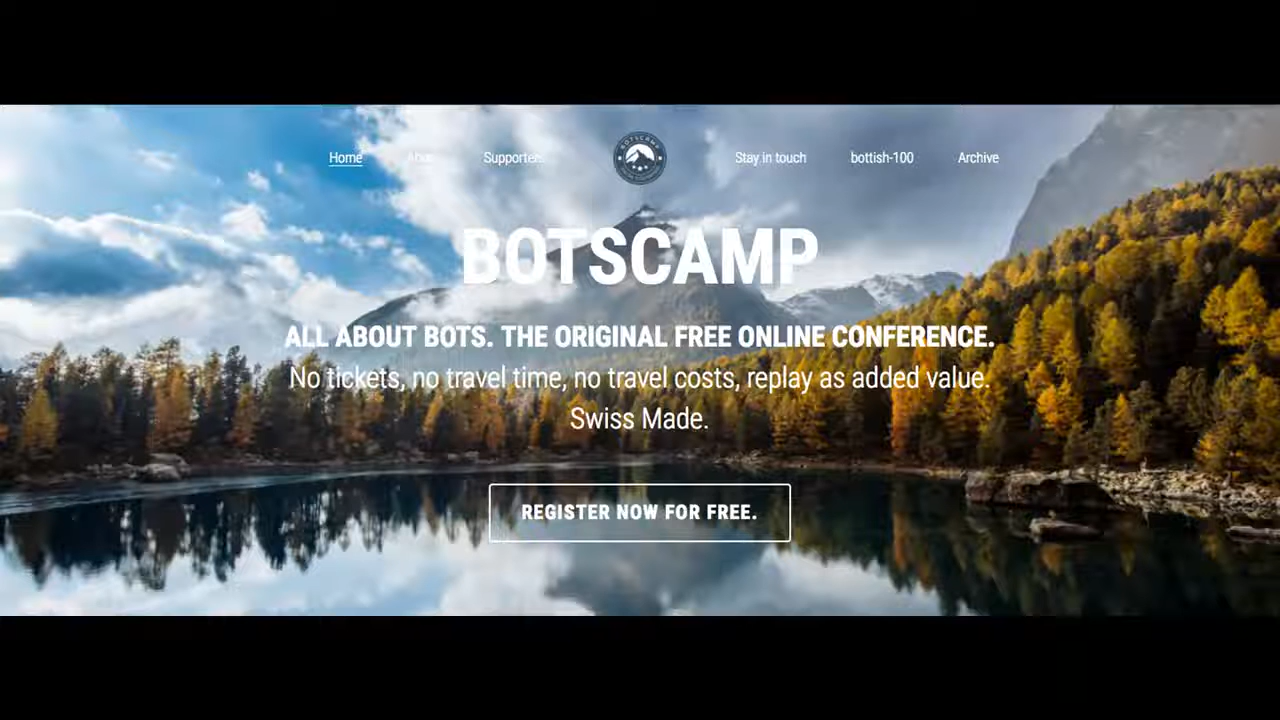 Home
Supporters
BOTSCAMP
Stay in touch
bottish-100
Archive
BOTSCAMP
ALL ABOUT BOTS. THE ORIGINAL FREE ONLINE CONFERENCE.
No tickets, no travel time, no travel costs, replay as added value.
Swiss Made.
REGISTER NOW FOR FREE.